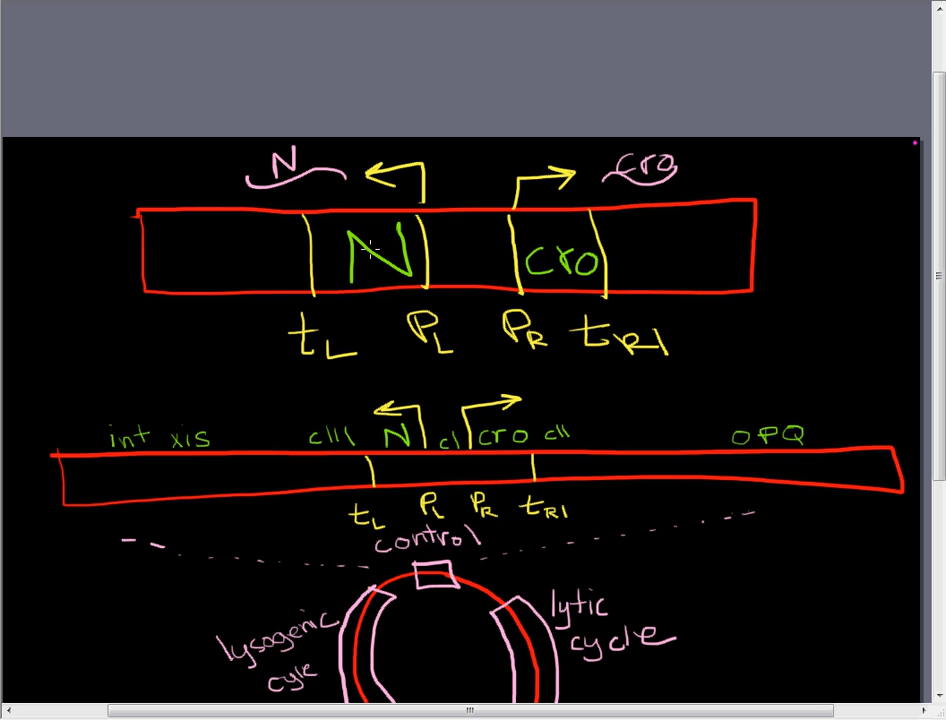 N cro
N cro
tL PL PR tR1
int xis cIII N cI cro cII OPQ
tL PL PR tR1
control
lysogenic
cyle
lytic
cycle